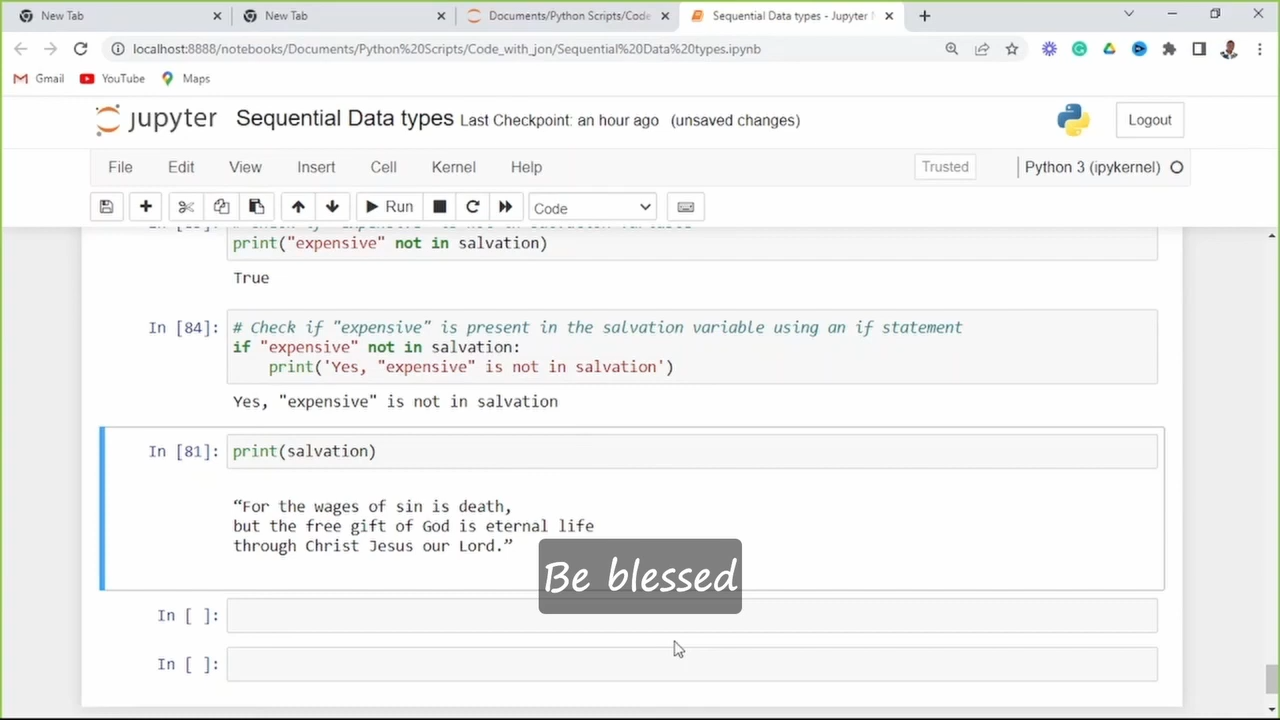 New Tab
New Tab
Documents/Python Scripts/Code
Sequential Data types - Jupyter
localhost:8888/notebooks/Documents/Python%20Scripts/Code_with_jon/Sequential%20Data%20types.ipynb
Gmail YouTube Maps
jupyter Sequential Data types Last Checkpoint: an hour ago (unsaved changes)
Logout
File Edit View Insert Cell Kernel Help
Trusted
Python 3 (ipykernel)
Run
Code
print("expensive" not in salvation)
True
In [84]: # Check if "expensive" is present in the salvation variable using an if statement
if "expensive" not in salvation:
print('Yes, "expensive" is not in salvation')
Yes, "expensive" is not in salvation
In [81]: print(salvation)
“For the wages of sin is death,
but the free gift of God is eternal life
through Christ Jesus our Lord.”
Be blessed
In [ ]:
In [ ]: